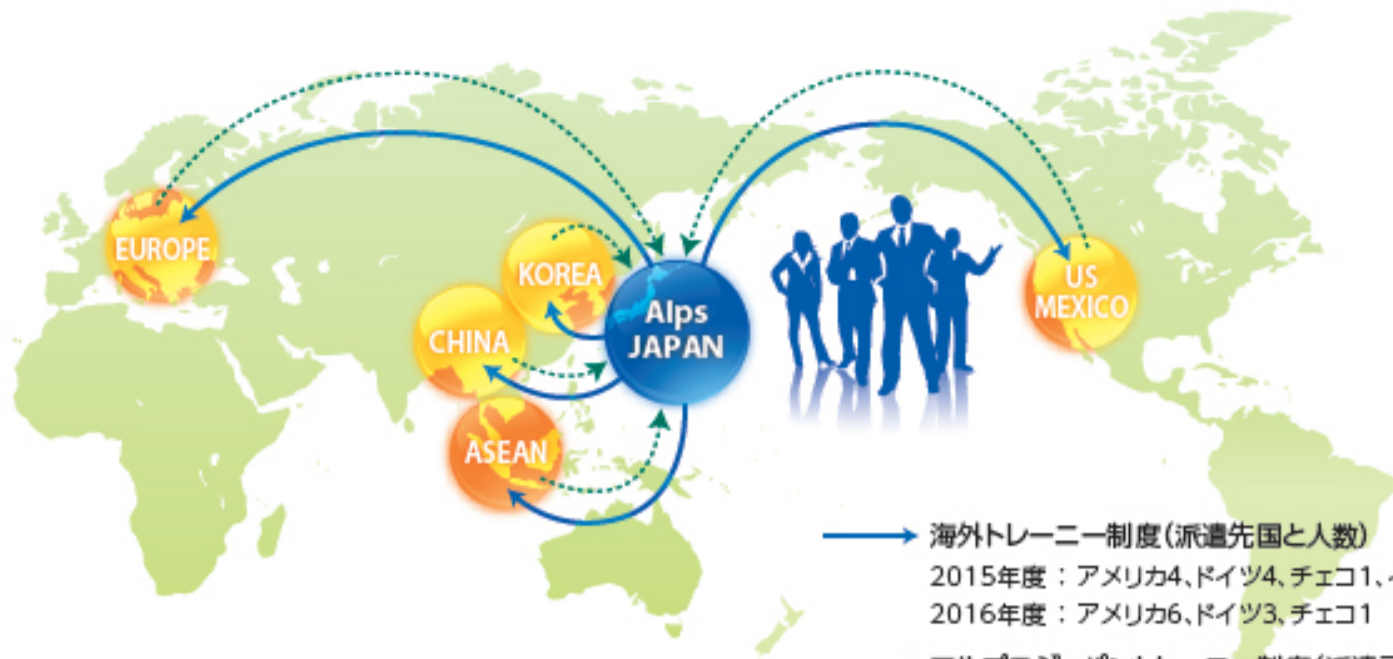 EUROPE
KOREA
CHINA
ASEAN
Alps
JAPAN
US
MEXICO
海外トレーニー制度(派遣先国と人数)
2015年度 : アメリカ4、ドイツ4、チェコ1、
2016年度 : アメリカ6、ドイツ3、チェコ1